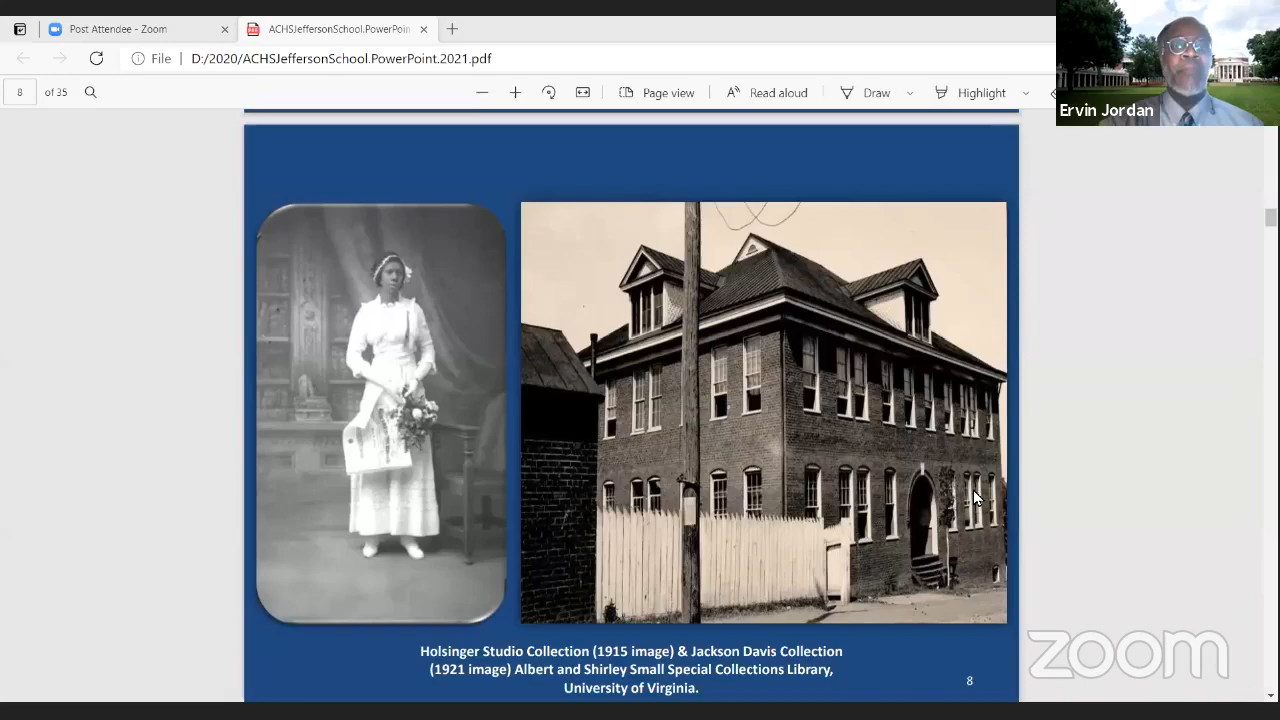 Post Attendee - Zoom
ACHSJeffersonSchool.PowerPoin
File D:/2020/ACHSJeffersonSchool.PowerPoint.2021.pdf
8 of 35
Page view
Read aloud
Draw
Highlight
Ervin Jordan
Holsinger Studio Collection (1915 image) & Jackson Davis Collection
(1921 image) Albert and Shirley Small Special Collections Library,
University of Virginia.
8
zoom